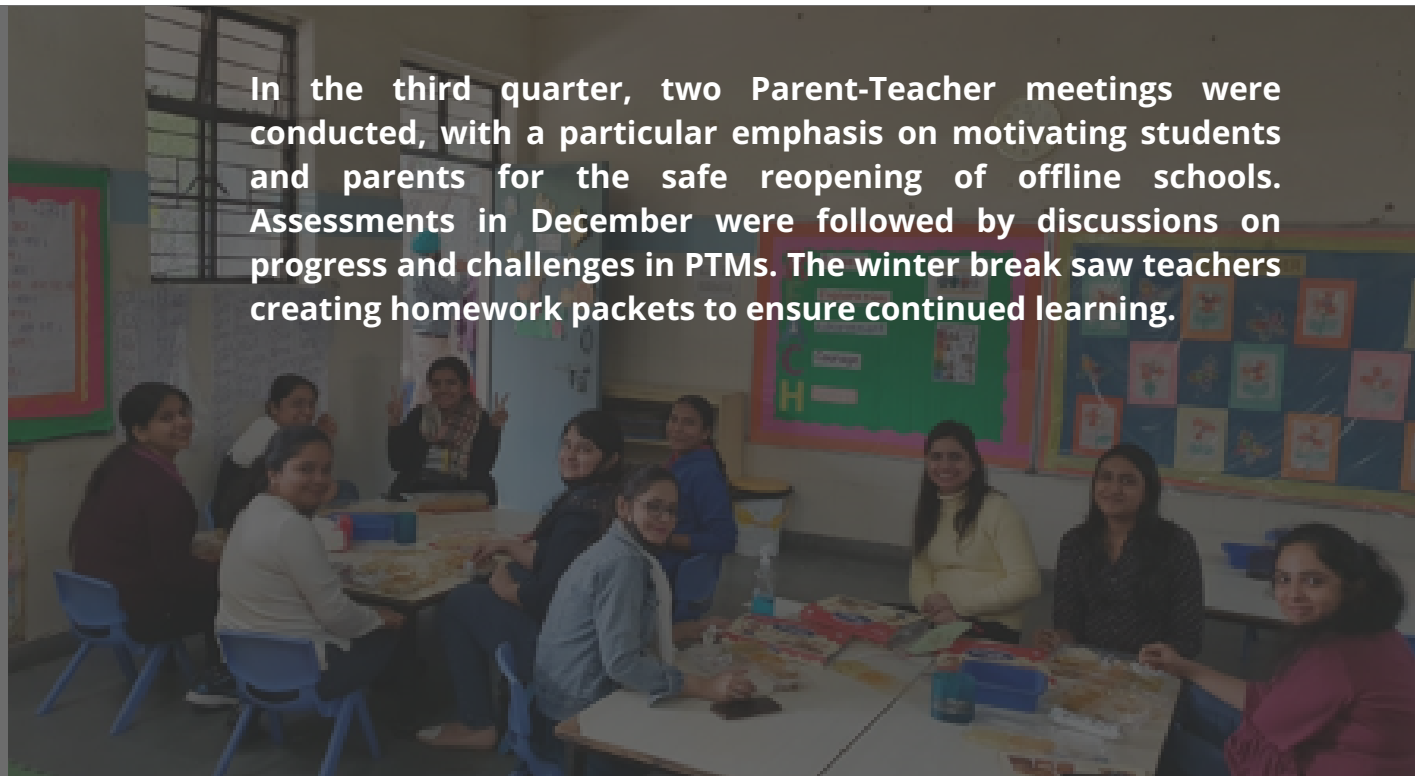 In the third quarter, two Parent-Teacher meetings were
conducted, with a particular emphasis on motivating students
and parents for the safe reopening of offline schools.
Assessments in December were followed by discussions on
progress and challenges in PTMs. The winter break saw teachers
creating homework packets to ensure continued learning.
Courage
H